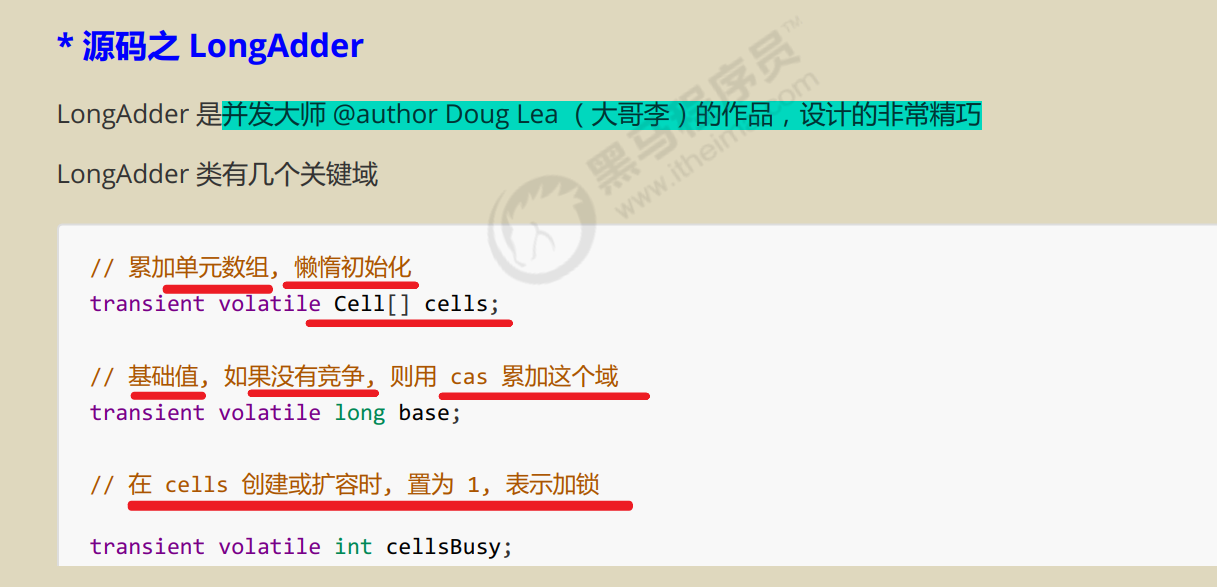 * 源码之 LongAdder
LongAdder 是并发大师 @author Doug Lea （大哥李）的作品，设计的非常精巧
LongAdder 类有几个关键域
// 累加单元数组, 懒惰初始化
transient volatile Cell[] cells;
// 基础值, 如果没有竞争, 则用 cas 累加这个域
transient volatile long base;
// 在 cells 创建或扩容时, 置为 1, 表示加锁
transient volatile int cellsBusy;
黑马程序员™
www.itheima.com